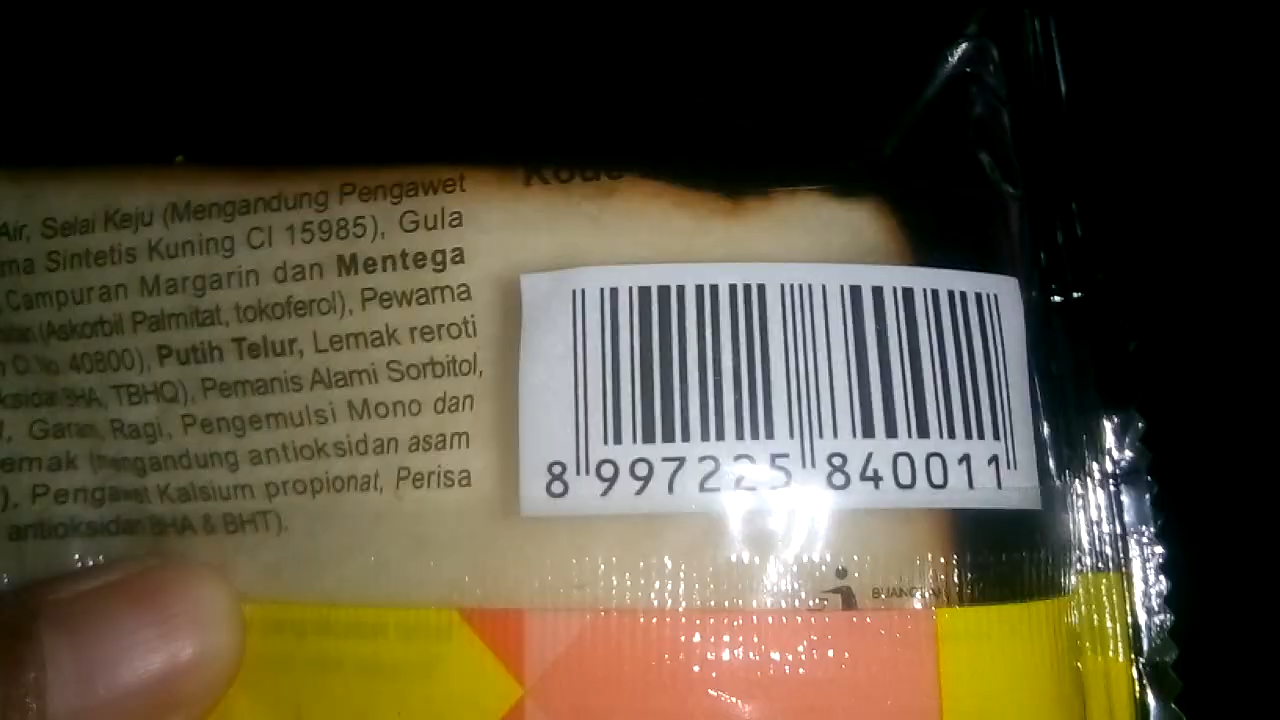 Air, Selai Keju (Mengandung Pengawet
ma Sintetis Kuning CI 15985), Gula
Campuran Margarin dan Mentega
(Askorbil Palmitat, tokoferol), Pewarna
40800), Putih Telur, Lemak reroti
BHA, TBHQ), Pemanis Alami Sorbitol,
Garam, Ragi, Pengemulsi Mono dan
emak (mengandung antioksidan asam
), Pengawet Kalsium propionat, Perisa
antioksidan BHA & BHT).
Kode
8 997225 840011